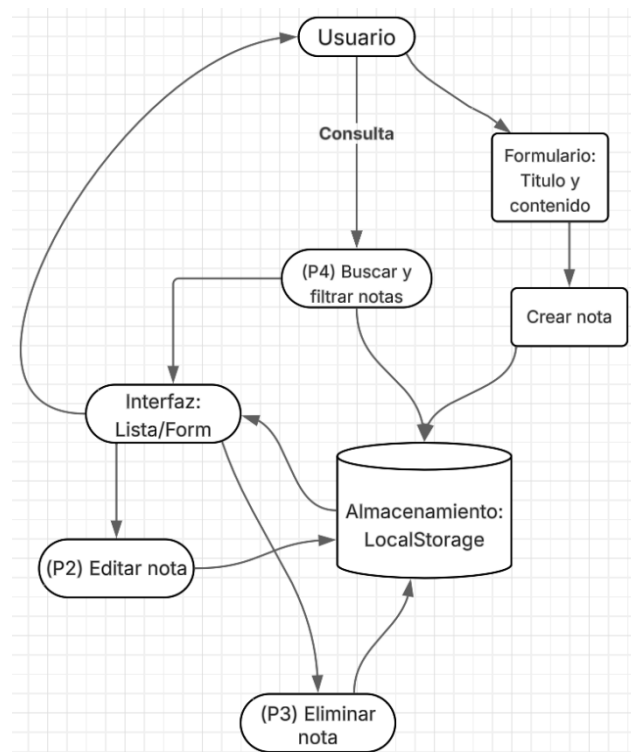 Usuario
Consulta
Formulario:
Titulo y
contenido
(P4) Buscar y
filtrar notas
Crear nota
Interfaz:
Lista/Form
Almacenamiento:
LocalStorage
(P2) Editar nota
(P3) Eliminar
nota